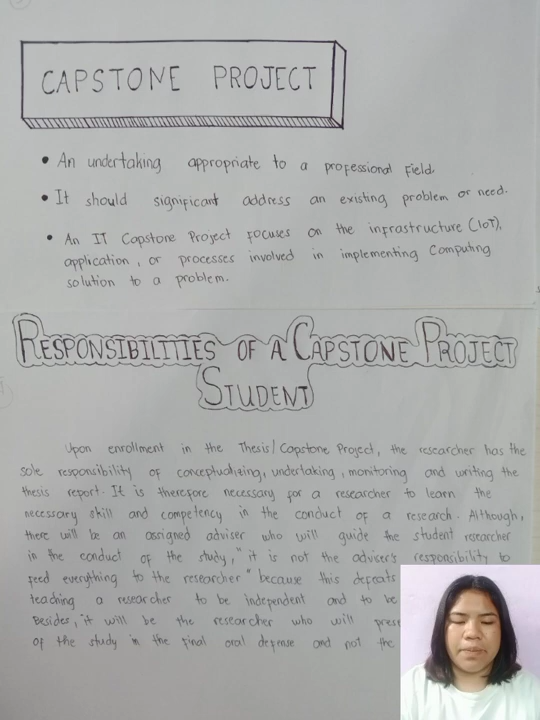 CAPSTONE PROJECT
• An undertaking appropriate to a professional field.
• It should significant address an existing problem or need.
• An IT Capstone Project focuses on the infrastructure (IoT),
application, or processes involved in implementing Computing
solution to a problem.
RESPONSIBILITIES OF A CAPSTONE PROJECT
STUDENT
Upon enrollment in the Thesis/Capstone Project, the researcher has the
sole responsibility of conceptualizing, undertaking, monitoring and writing the
thesis report. It is therefore necessary for a researcher to learn the
necessary skill and competency in the conduct of a research. Although,
there will be an assigned adviser who will guide the student researcher
in the conduct of the study, "it is not the adviser's responsibility to
feed everything to the researcher" because this defeats
teaching a researcher to be independent and to be
Besides, "it will be the researcher who will
of the study in the final oral defense and not the